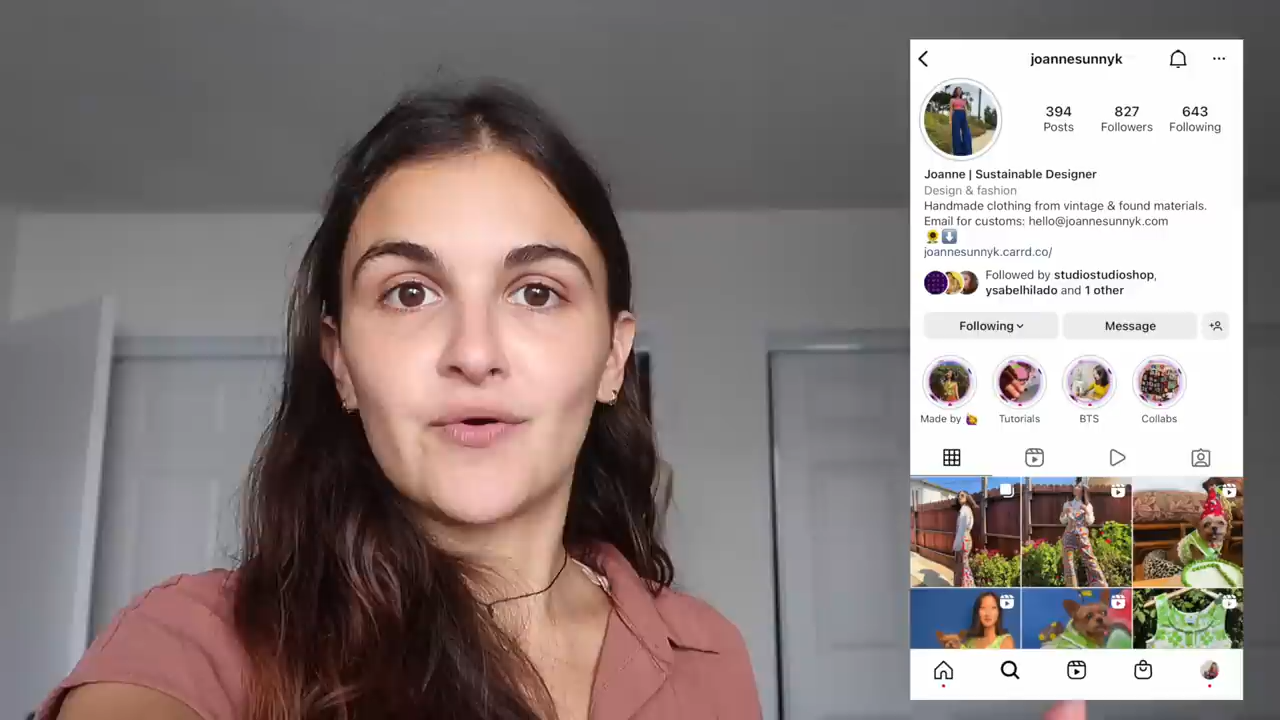 joannesunnyk
394 827 643
Posts Followers Following
Joanne | Sustainable Designer
Design & fashion
Handmade clothing from vintage & found materials.
Email for customs: hello@joannesunnyk.com
🌻⬇️
joannesunnyk.carrd.co/
Followed by studiostudioshop,
ysabelhilado and 1 other
Following Message
Made by 🙋 Tutorials BTS Collabs